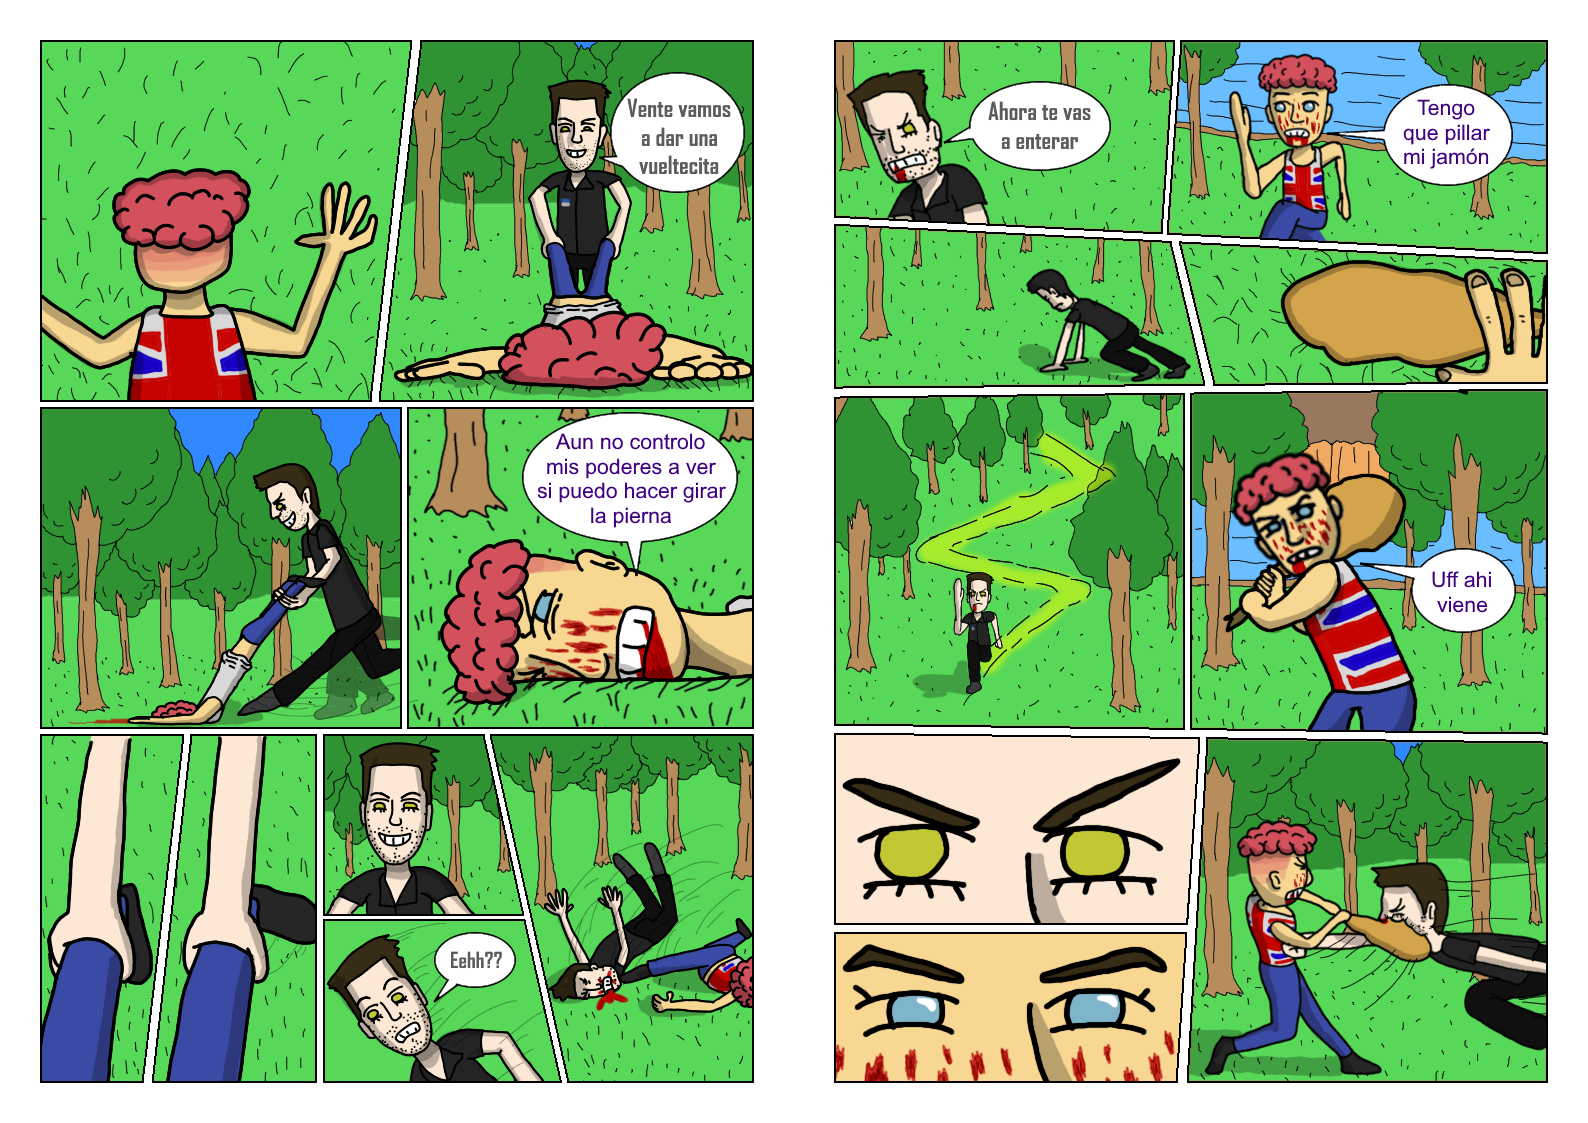 Vente vamos
a dar una
vueltecita
Aun no controlo
mis poderes a ver
si puedo hacer girar
la pierna
Eehh??
Ahora te vas
a enterar
Tengo
que pillar
mi jamón
Uff ahi
viene